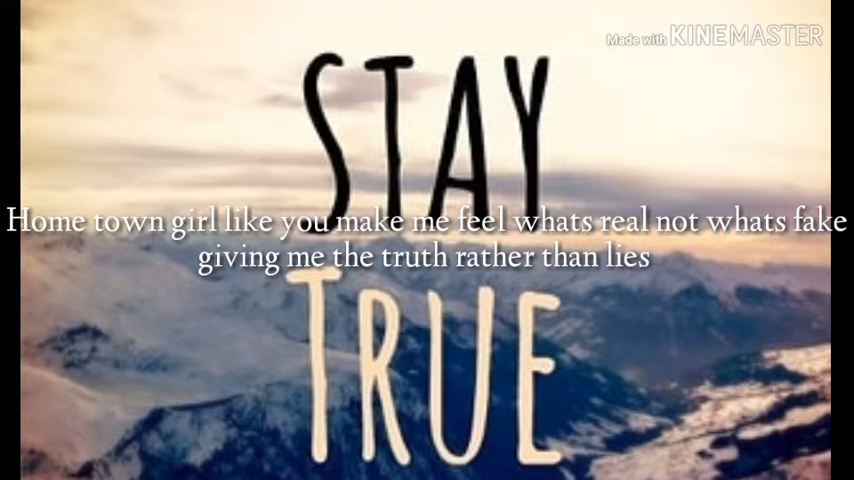 Made with KINEMASTER
STAY
Home town girl like you make me feel whats real not whats fake
giving me the truth rather than lies
TRUE